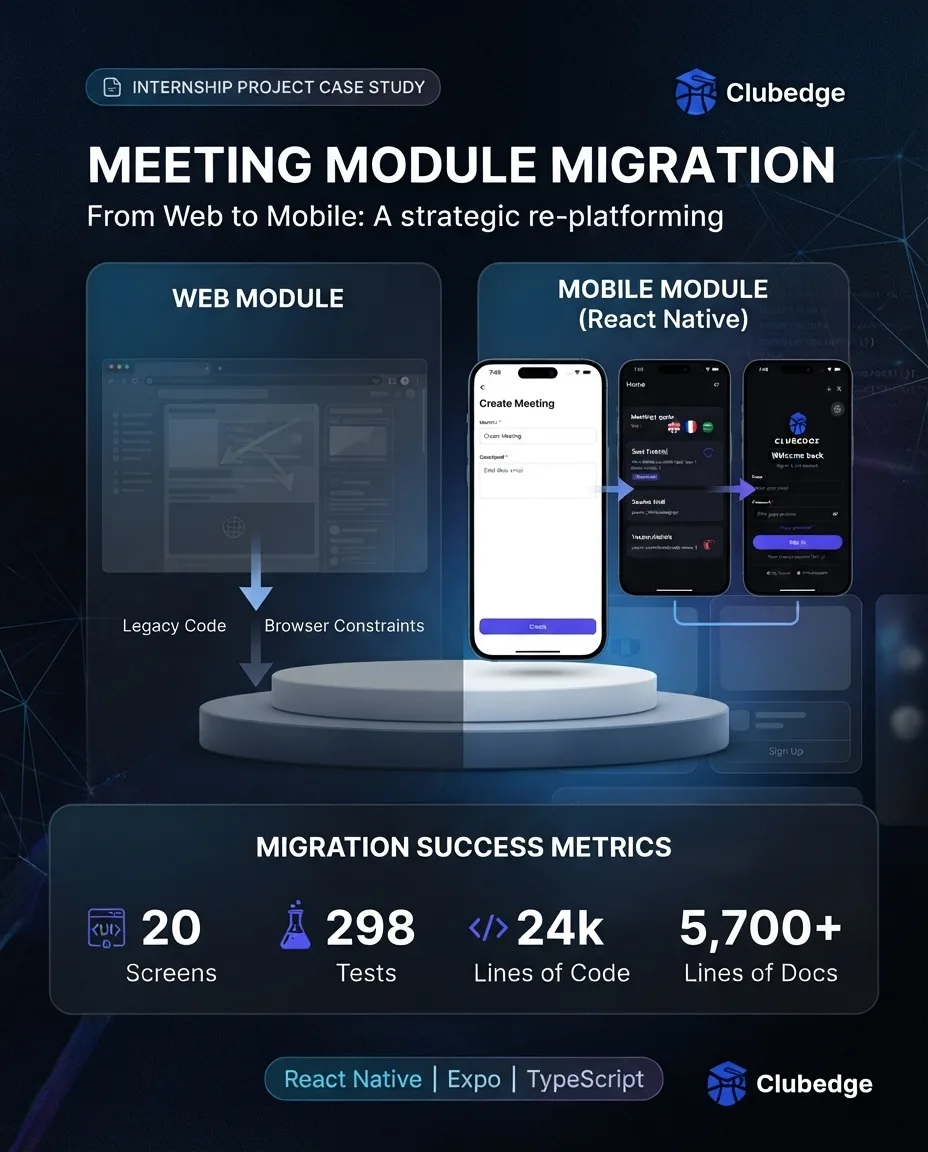 INTERNSHIP PROJECT CASE STUDY
Clubedge
MEETING MODULE MIGRATION
From Web to Mobile: A strategic re-platforming
WEB MODULE
MOBILE MODULE
(React Native)
7:49
Create Meeting
Create
Home
Welcome back
Legacy Code
Browser Constraints
Sign Up
MIGRATION SUCCESS METRICS
20
Screens
298
Tests
24k
Lines of Code
5,700+
Lines of Docs
React Native | Expo | TypeScript
Clubedge